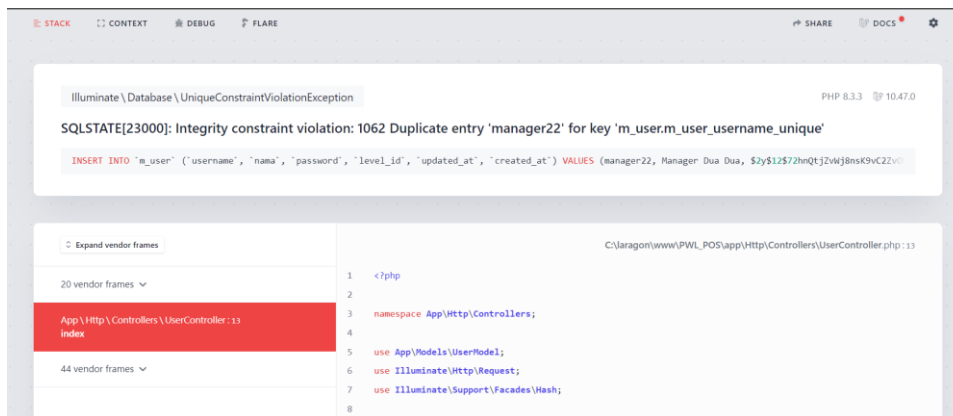 STACK CONTEXT DEBUG FLARE SHARE DOCS
Illuminate \ Database \ UniqueConstraintViolationException PHP 8.3.3 10.47.0
SQLSTATE[23000]: Integrity constraint violation: 1062 Duplicate entry 'manager22' for key 'm_user.m_user_username_unique'
INSERT INTO `m_user` (`username`, `nama`, `password`, `level_id`, `updated_at`, `created_at`) VALUES (manager22, Manager Dua Dua,
Expand vendor frames
C:\laragon\www\PWL_POS\app\Http\Controllers\UserController.php:13
20 vendor frames
App \ Http \ Controllers \ UserController : 13
index
44 vendor frames
1 <?php
2
3 namespace App\Http\Controllers;
4
5 use App\Models\UserModel;
6 use Illuminate\Http\Request;
7 use Illuminate\Support\Facades\Hash;
8